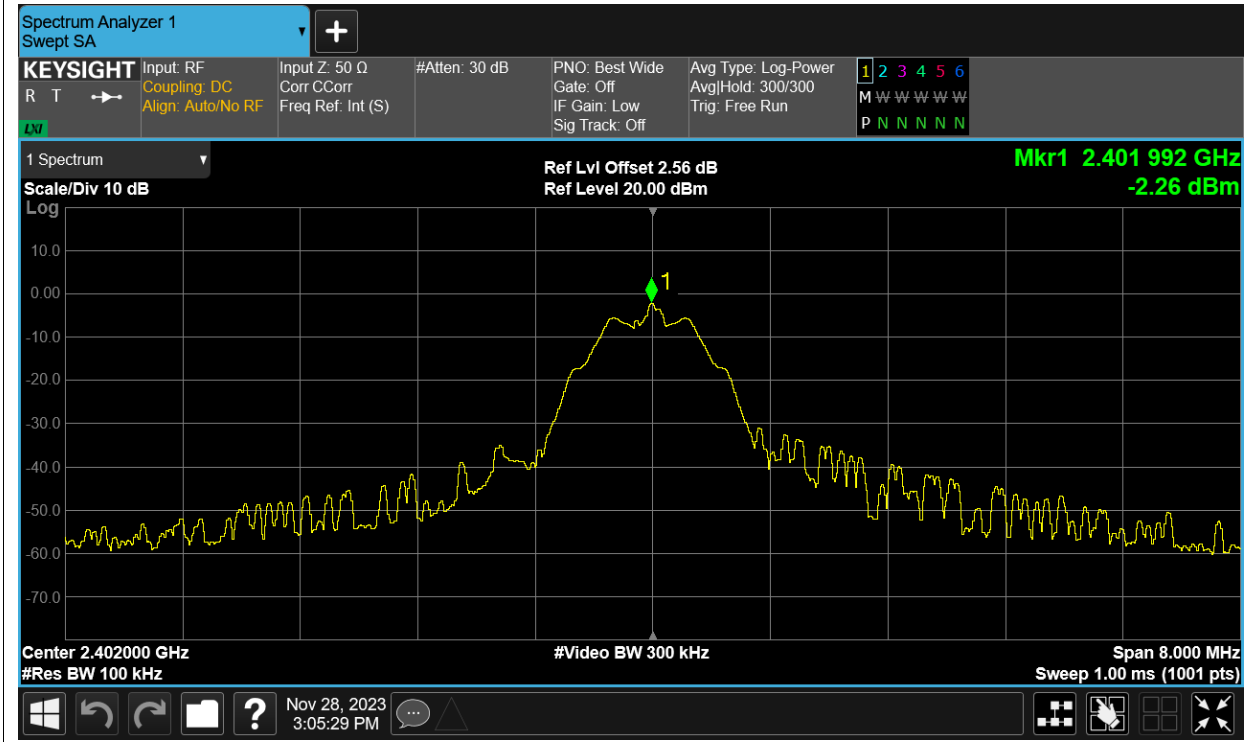 Spectrum Analyzer 1
Swept SA
KEYSIGHT
R T
LXI
Input: RF
Coupling: DC
Align: Auto/No RF
Input Z: 50 Ω
Corr CCorr
Freq Ref: Int (S)
#Atten: 30 dB
PNO: Best Wide
Gate: Off
IF Gain: Low
Sig Track: Off
Avg Type: Log-Power
Avg|Hold: 300/300
Trig: Free Run
1 2 3 4 5 6
M W W W W W
P N N N N N
1 Spectrum
Scale/Div 10 dB
Log
Ref Lvl Offset 2.56 dB
Ref Level 20.00 dBm
Mkr1 2.401 992 GHz
-2.26 dBm
10.0
0.00
-10.0
-20.0
-30.0
-40.0
-50.0
-60.0
-70.0
1
Center 2.402000 GHz
#Res BW 100 kHz
#Video BW 300 kHz
Span 8.000 MHz
Sweep 1.00 ms (1001 pts)
?
Nov 28, 2023
3:05:29 PM